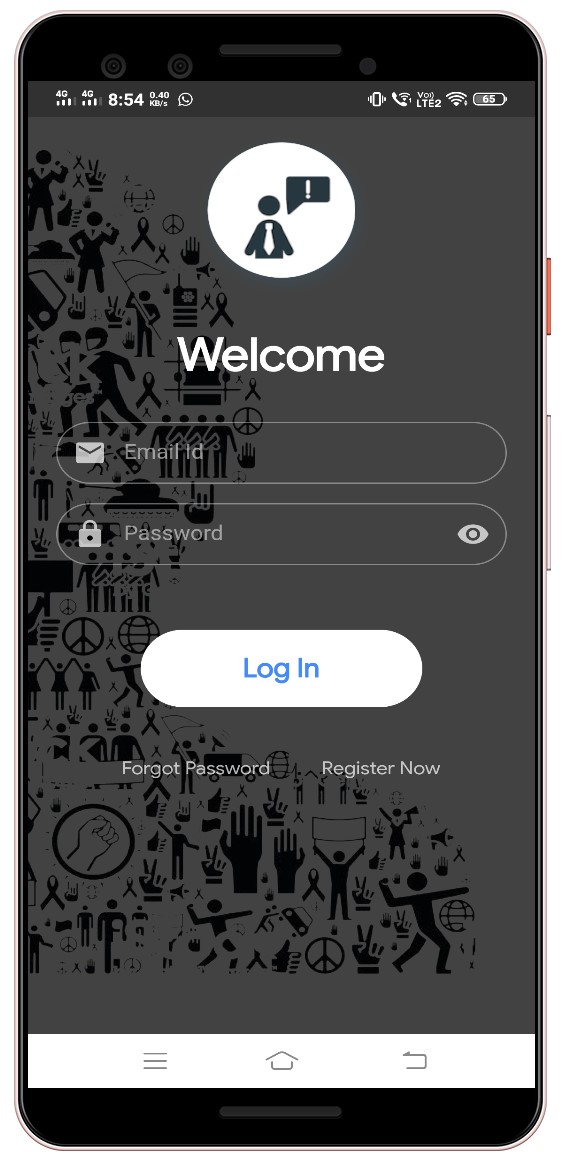 4G 4G 8:54 0.40 KB/s Vo)) LTE2 65
!
Welcome
Email Id
Password
Log In
Forgot Password Register Now